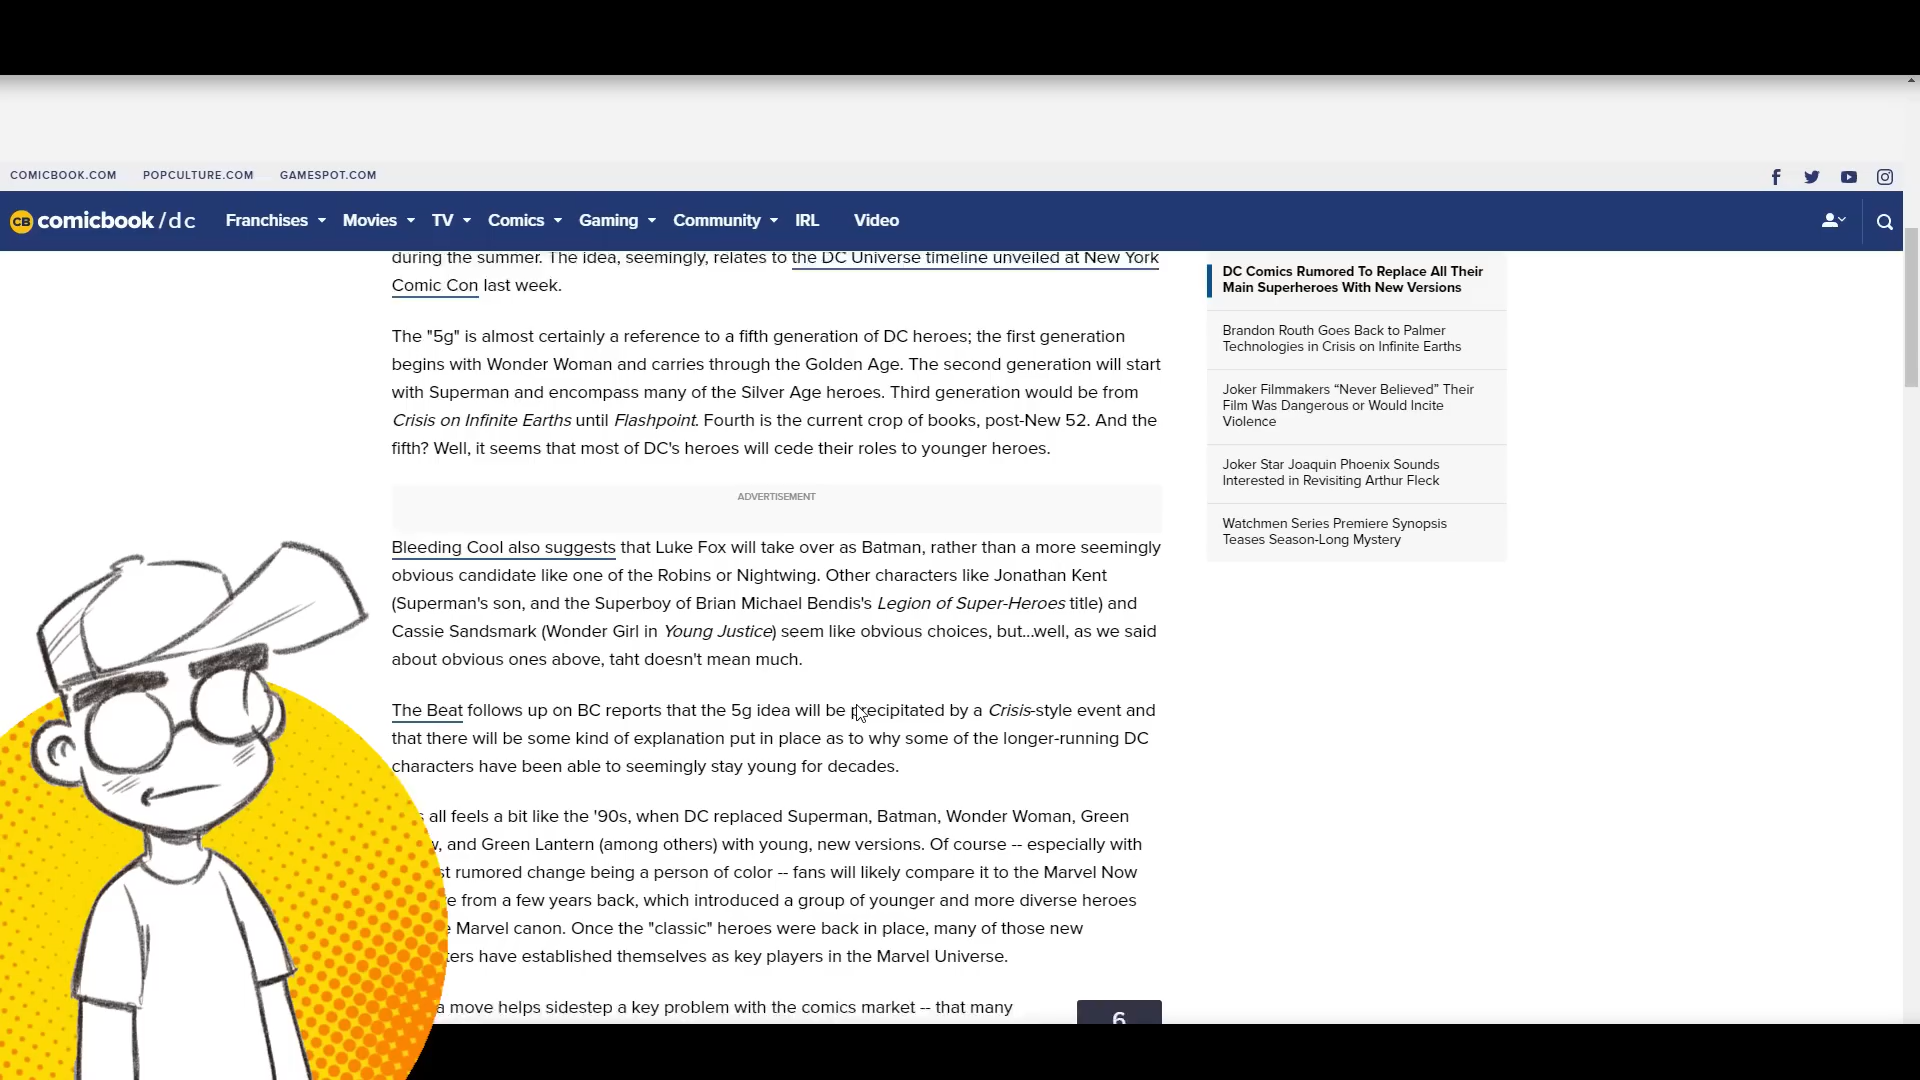 COMICBOOK.COM POPCULTURE.COM GAMESPOT.COM
CB comicbook/dc Franchises Movies TV Comics Gaming Community IRL Video
during the summer. The idea, seemingly, relates to the DC Universe timeline unveiled at New York
Comic Con last week.
The "5g" is almost certainly a reference to a fifth generation of DC heroes; the first generation
begins with Wonder Woman and carries through the Golden Age. The second generation will start
with Superman and encompass many of the Silver Age heroes. Third generation would be from
Crisis on Infinite Earths until Flashpoint. Fourth is the current crop of books, post-New 52. And the
fifth? Well, it seems that most of DC's heroes will cede their roles to younger heroes.
ADVERTISEMENT
Bleeding Cool also suggests that Luke Fox will take over as Batman, rather than a more seemingly
obvious candidate like one of the Robins or Nightwing. Other characters like Jonathan Kent
(Superman's son, and the Superboy of Brian Michael Bendis's Legion of Super-Heroes title) and
Cassie Sandsmark (Wonder Girl in Young Justice) seem like obvious choices, but...well, as we said
about obvious ones above, taht doesn't mean much.
The Beat follows up on BC reports that the 5g idea will be precipitated by a Crisis-style event and
that there will be some kind of explanation put in place as to why some of the longer-running DC
characters have been able to seemingly stay young for decades.
all feels a bit like the '90s, when DC replaced Superman, Batman, Wonder Woman, Green
and Green Lantern (among others) with young, new versions. Of course -- especially with
rumored change being a person of color -- fans will likely compare it to the Marvel Now
from a few years back, which introduced a group of younger and more diverse heroes
Marvel canon. Once the "classic" heroes were back in place, many of those new
have established themselves as key players in the Marvel Universe.
a move helps sidestep a key problem with the comics market -- that many
6
DC Comics Rumored To Replace All Their
Main Superheroes With New Versions
Brandon Routh Goes Back to Palmer
Technologies in Crisis on Infinite Earths
Joker Filmmakers “Never Believed” Their
Film Was Dangerous or Would Incite
Violence
Joker Star Joaquin Phoenix Sounds
Interested in Revisiting Arthur Fleck
Watchmen Series Premiere Synopsis
Teases Season-Long Mystery